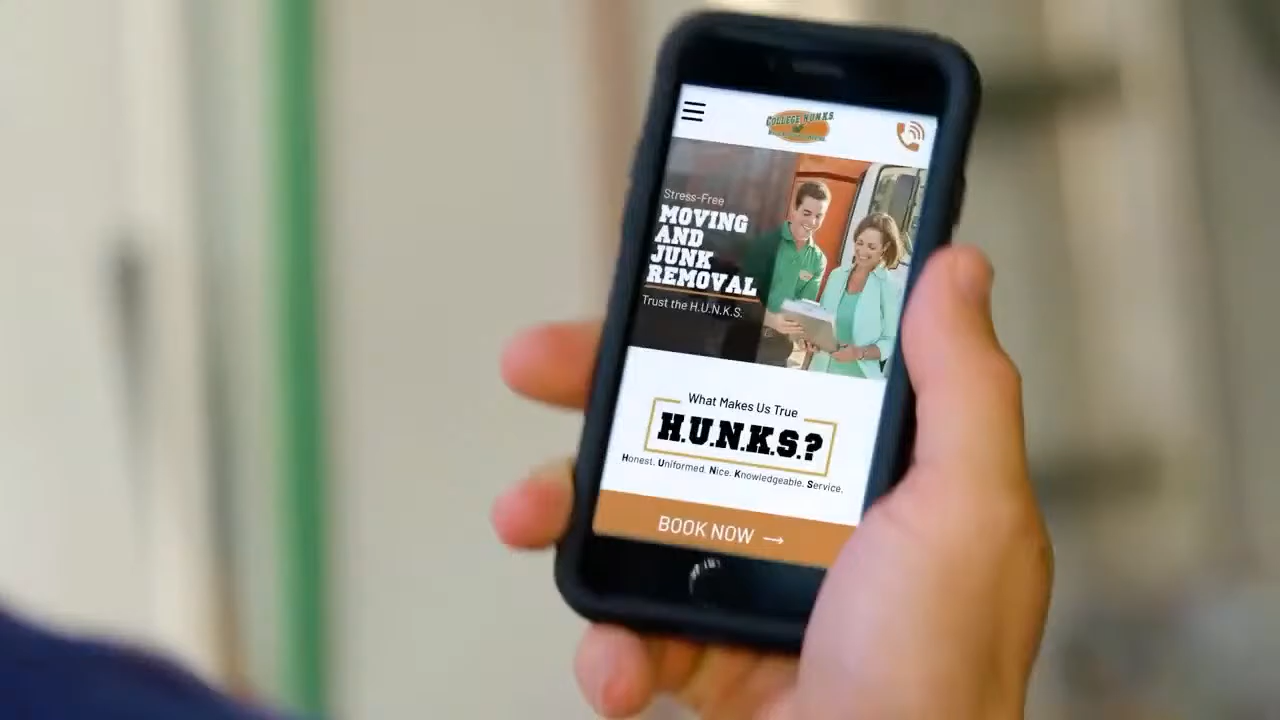 COLLEGE H.U.N.K.S.
Stress-Free
MOVING
AND
JUNK
REMOVAL
Trust the H.U.N.K.S.
What Makes Us True
H.U.N.K.S.?
Honest. Uniformed. Nice. Knowledgeable. Service.
BOOK NOW →